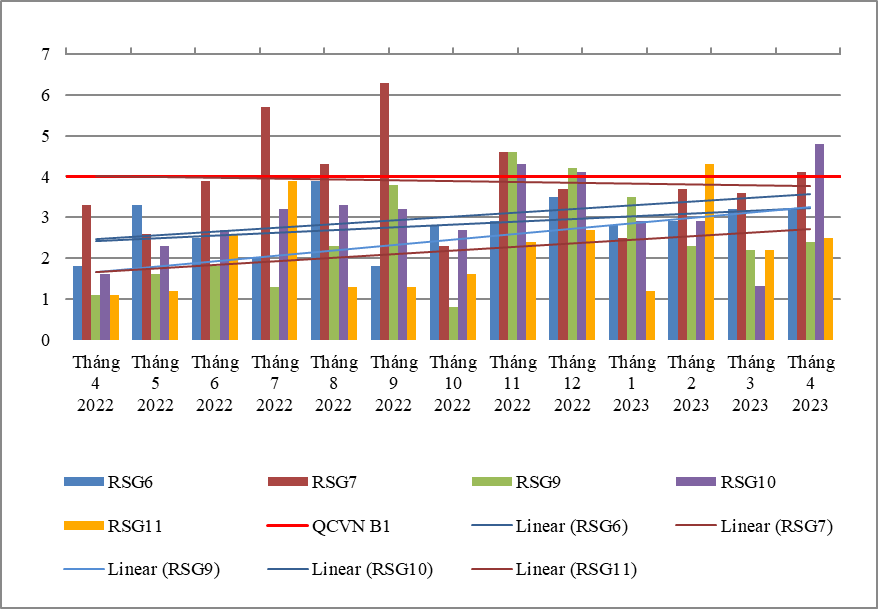 7
6
5
4
3
2
1
0
Tháng 4 2022
Tháng 5 2022
Tháng 6 2022
Tháng 7 2022
Tháng 8 2022
Tháng 9 2022
Tháng 10 2022
Tháng 11 2022
Tháng 12 2022
Tháng 1 2023
Tháng 2 2023
Tháng 3 2023
Tháng 4 2023
RSG6 RSG7 RSG9 RSG10
RSG11 QCVN B1 Linear (RSG6) Linear (RSG7)
Linear (RSG9) Linear (RSG10) Linear (RSG11)